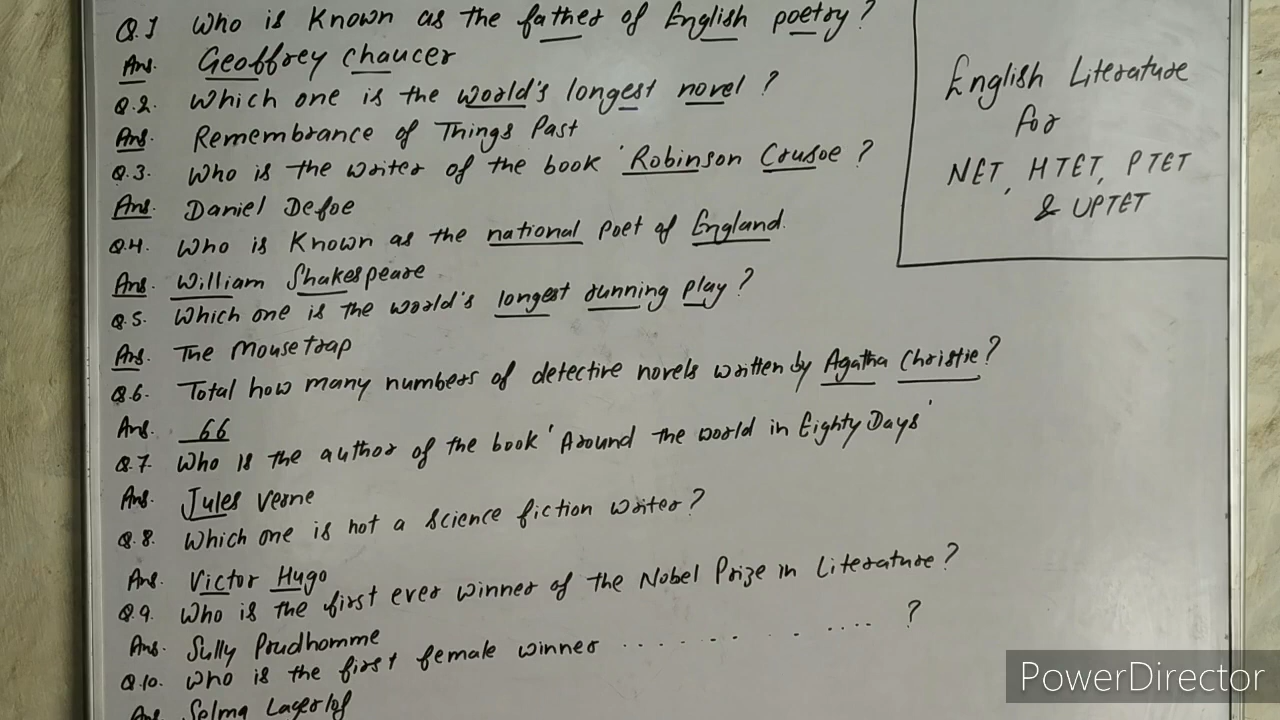 Q.1 Who is Known as the father of English poetry?
Ans. Geoffrey Chaucer
Q.2. Which one is the world's longest novel?
Ans. Remembrance of Things Past
Q.3. Who is the writer of the book 'Robinson Crusoe?
Ans. Daniel Defoe
Q.4. Who is Known as the national Poet of England.
Ans. William Shakespeare
Q.5. Which one is the world's longest running play?
Ans. The Mousetrap
Q.6. Total how many numbers of detective novels written by Agatha Christie?
Ans. 66
Q.7. Who is the author of the book 'Around the world in Eighty Days'
Ans. Jules Verne
Q.8. Which one is not a science fiction writer?
Ans. Victor Hugo
Q.9. Who is the first ever winner of the Nobel Prize in Literature?
Ans. Sully Prudhomme
Q.10. Who is the first female winner ........... ?
Ans. Selma Lagerlof
English Literature
For
NET, HTET, PTET
& UPTET
PowerDirector